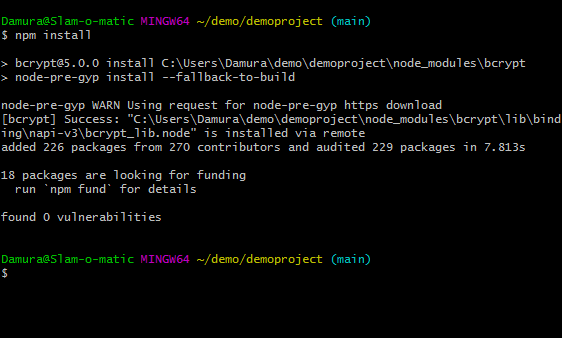 Damura@Slam-o-matic MINGW64 ~/demo/demoproject (main)
$ npm install

> bcrypt@5.0.0 install C:\Users\Damura\demo\demoproject\node_modules\bcrypt
> node-pre-gyp install --fallback-to-build

node-pre-gyp WARN Using request for node-pre-gyp https download
[bcrypt] Success: "C:\Users\Damura\demo\demoproject\node_modules\bcrypt\lib\bind
ing\napi-v3\bcrypt_lib.node" is installed via remote
added 226 packages from 270 contributors and audited 229 packages in 7.813s

18 packages are looking for funding
  run `npm fund` for details

found 0 vulnerabilities

Damura@Slam-o-matic MINGW64 ~/demo/demoproject (main)
$